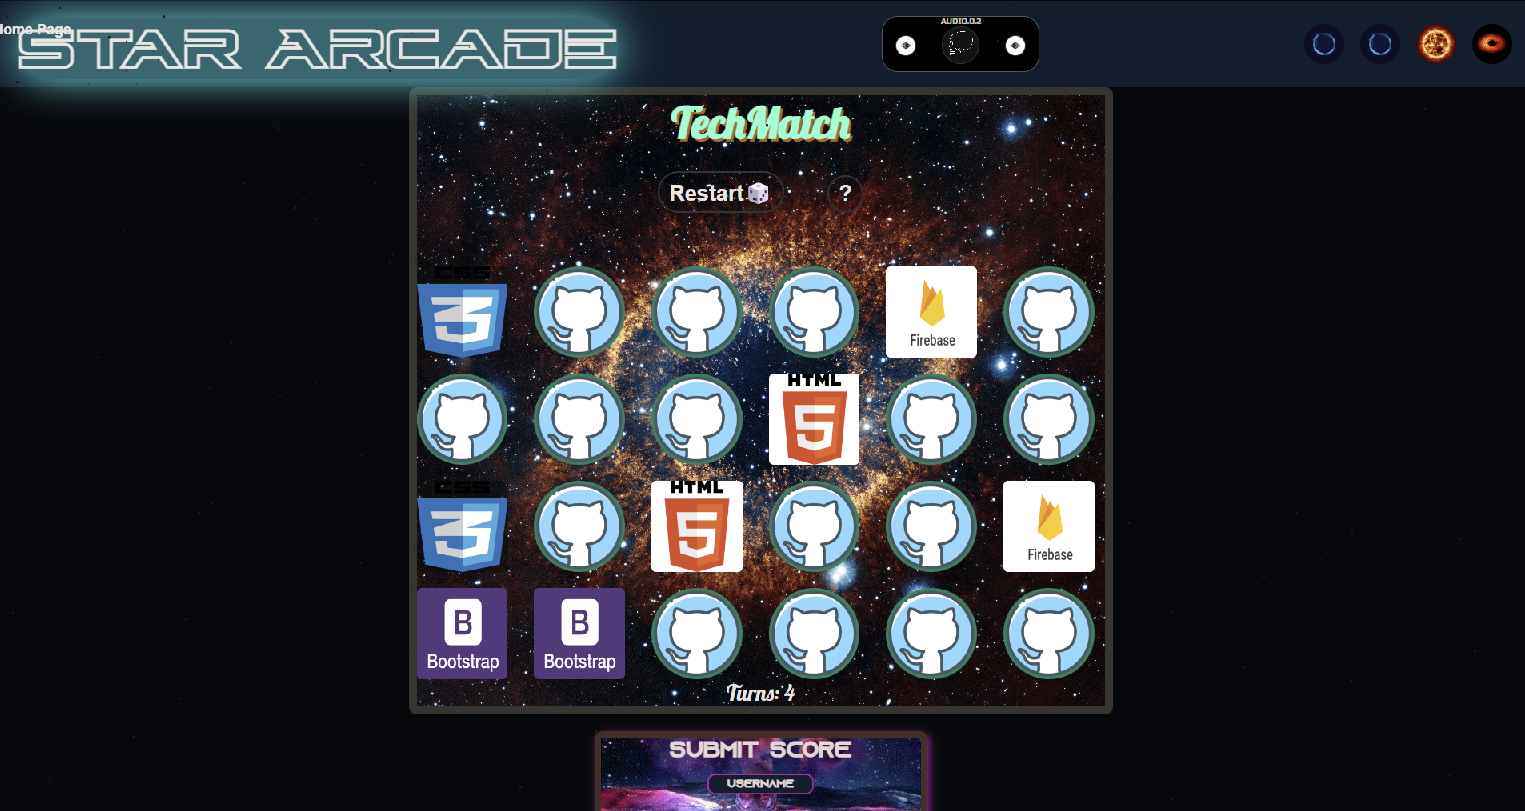 Home Page
STAR ARCADE
AUDIO.0.2
TechMatch
Restart
?
CSS
Firebase
HTML
CSS
HTML
Firebase
B
Bootstrap
B
Bootstrap
Turns: 4
SUBMIT SCORE
USERNAME